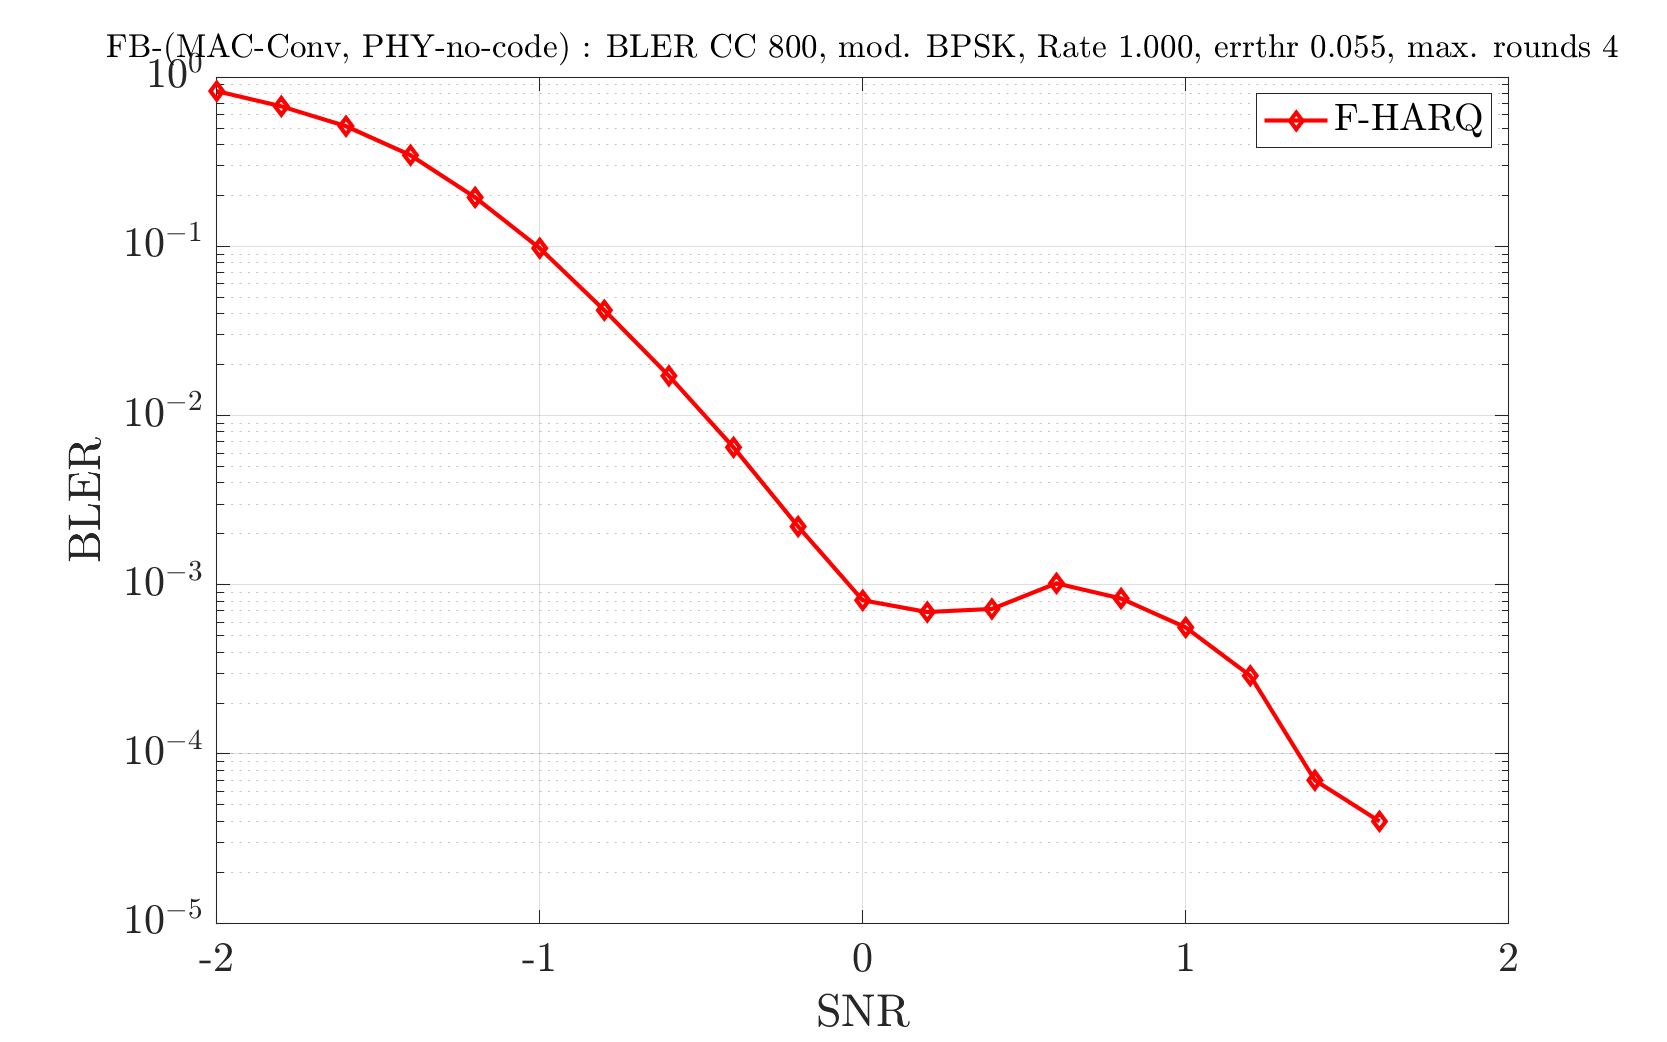 FB-(MAC-Conv, PHY-no-code) : BLER CC 800, mod. BPSK, Rate 1.000, errthr 0.055, max. rounds 4
10^0
F-HARQ
10^{-1}
10^{-2}
BLER
10^{-3}
10^{-4}
10^{-5}
-2 -1 0 1 2
SNR